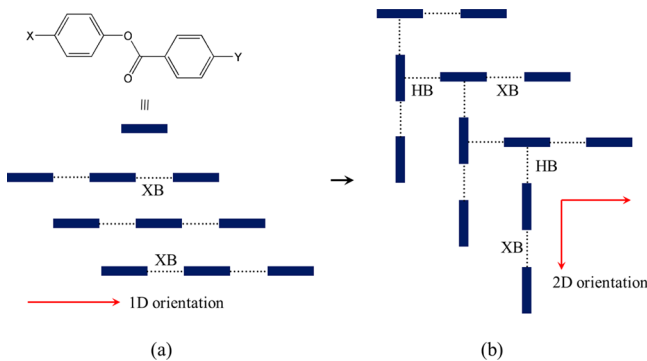 X
O
O
Y
XB
XB
1D orientation
(a)
HB
XB
HB
XB
2D orientation
(b)